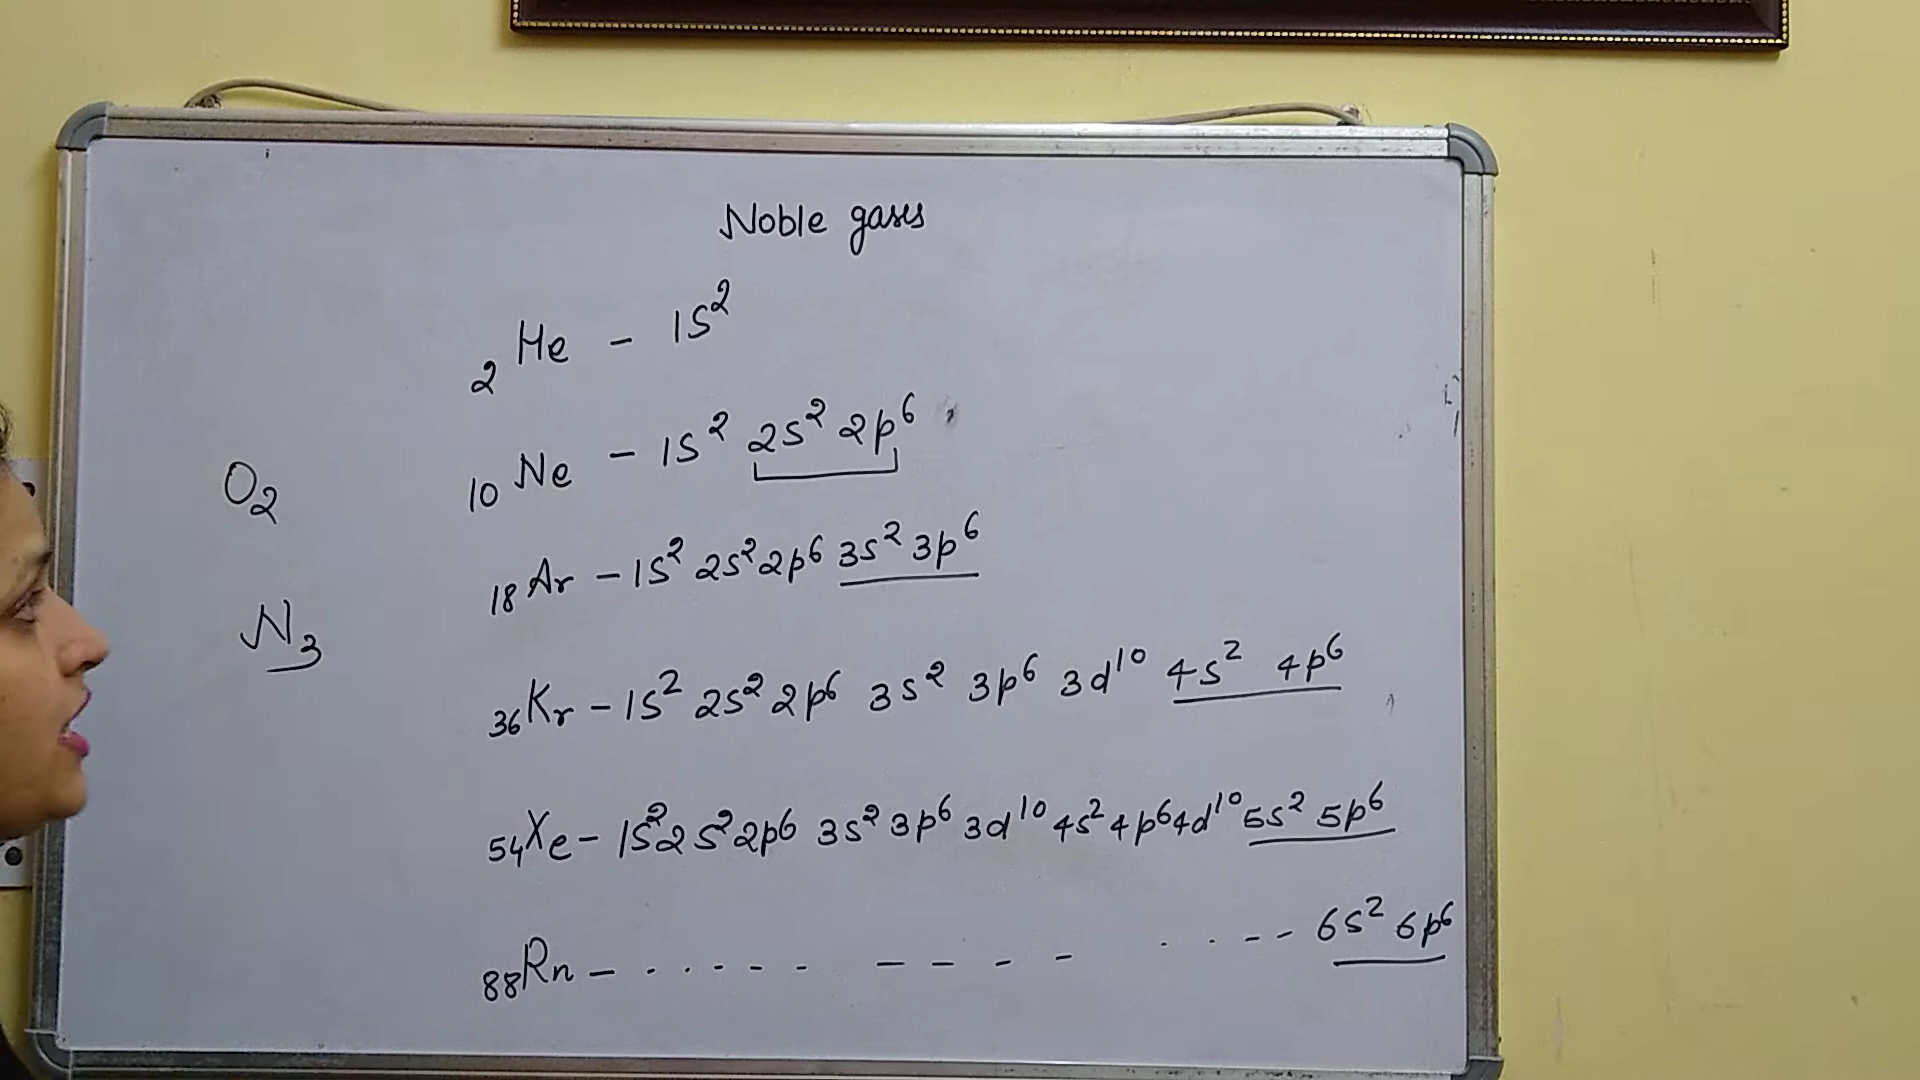 Noble gases
₂He – 1s²
₁₀Ne – 1s² 2s² 2p⁶
O₂
₁₈Ar – 1s² 2s² 2p⁶ 3s² 3p⁶
N₃
₃₆Kr – 1s² 2s² 2p⁶ 3s² 3p⁶ 3d¹⁰ 4s² 4p⁶
₅₄Xe – 1s² 2s² 2p⁶ 3s² 3p⁶ 3d¹⁰ 4s² 4p⁶ 4d¹⁰ 5s² 5p⁶
₈₈Rn – . . . . - - - – – - - . . . - - 6s² 6p⁶